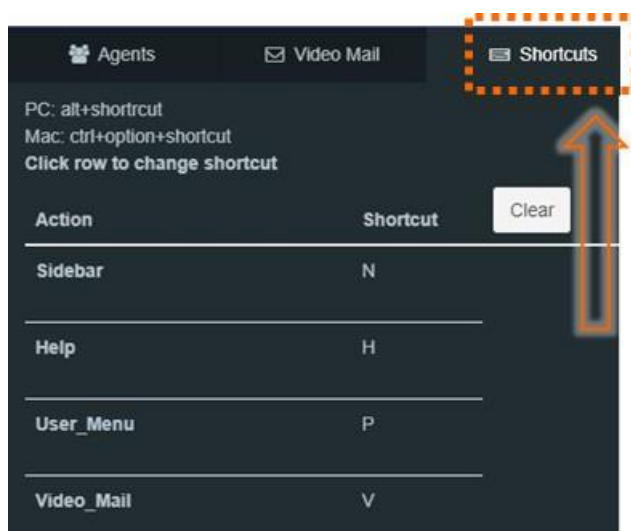 Agents Video Mail Shortcuts
PC: alt+shortrcut
Mac: ctrl+option+shortcut
Click row to change shortcut
Action Shortcut Clear
Sidebar N
Help H
User_Menu P
Video_Mail V